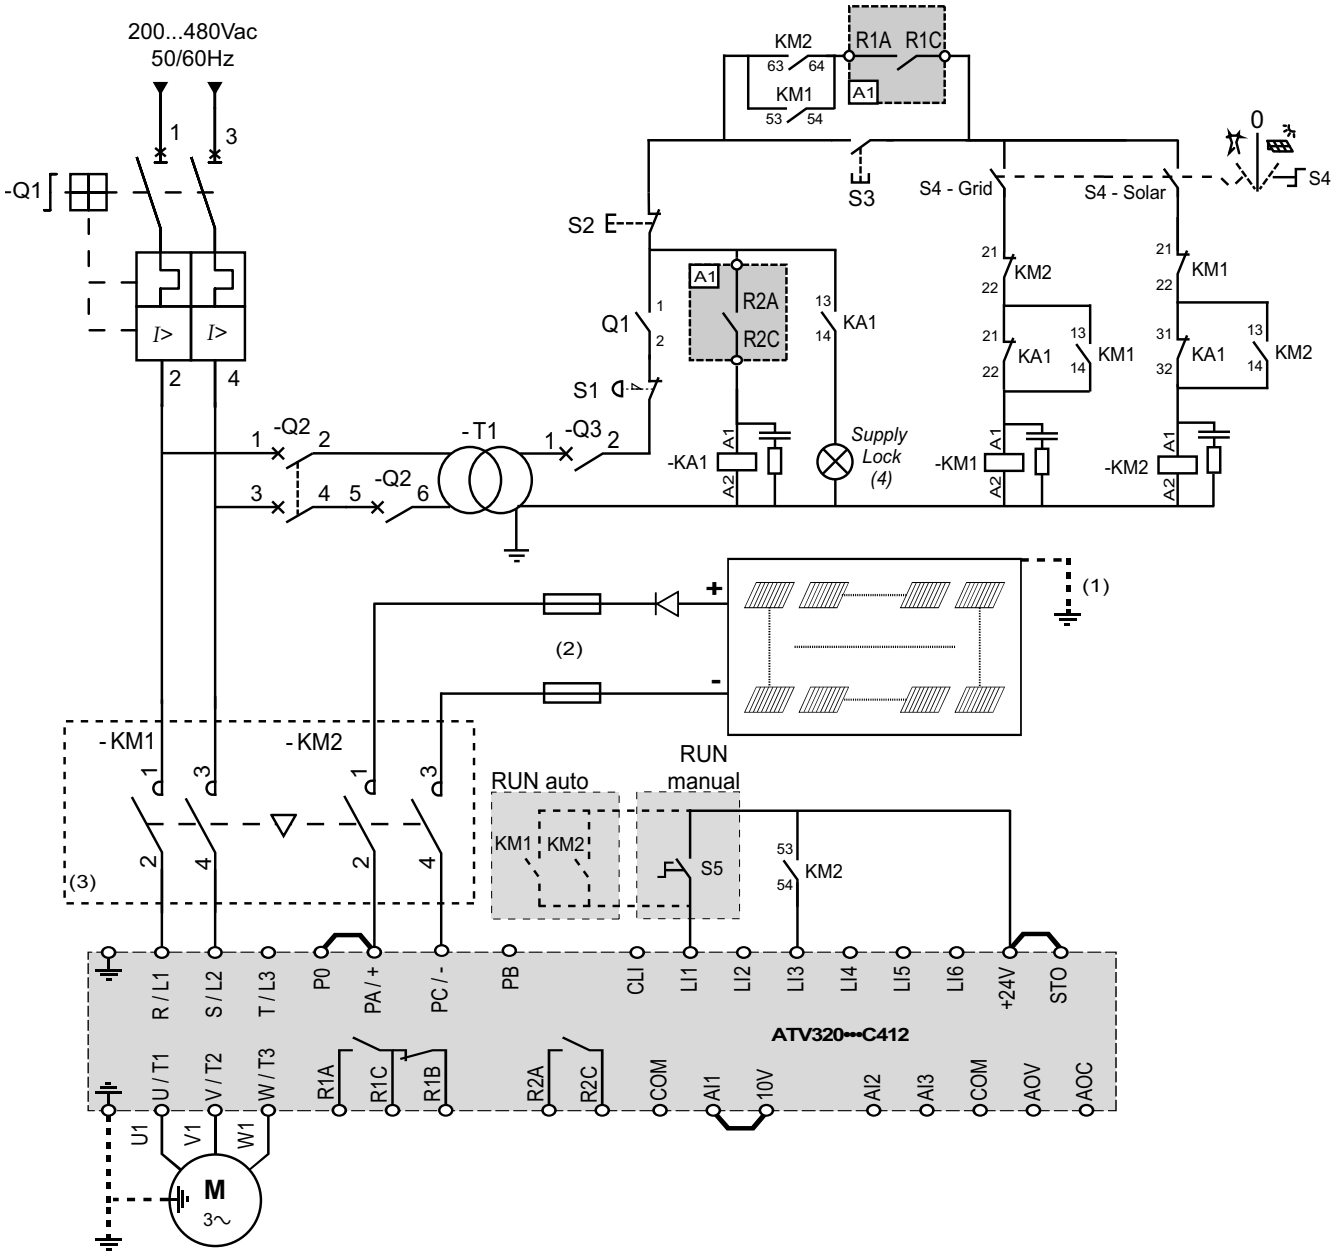 200...480Vac
50/60Hz
1
3
-Q1
I>
I>
2
4
KM2
63
64
KM1
53
54
R1A
R1C
A1
S3
S2
S4 - Grid
S4 - Solar
0
S4
A1
R2A
R2C
Q1
1
2
S1
13
14
KA1
21
22
KM2
21
22
KA1
13
14
KM1
21
22
KM1
31
32
KA1
13
14
KM2
1
-Q2
2
3
4
5
-Q2
6
- T1
1
-Q3
2
-KA1
A1
A2
Supply
Lock
(4)
-KM1
A1
A2
-KM2
A1
A2
+
-
(1)
(2)
- KM1
- KM2
1
3
1
3
2
4
2
4
(3)
RUN auto
KM1
KM2
RUN
manual
S5
53
54
KM2
R / L1
S / L2
T / L3
P0
PA / +
PC / -
PB
CLI
LI1
LI2
LI3
LI4
LI5
LI6
+24V
STO
ATV320•••C412
U / T1
V / T2
W / T3
R1A
R1C
R1B
R2A
R2C
COM
AI1
10V
AI2
AI3
COM
AOV
AOC
U1
V1
W1
M
3~